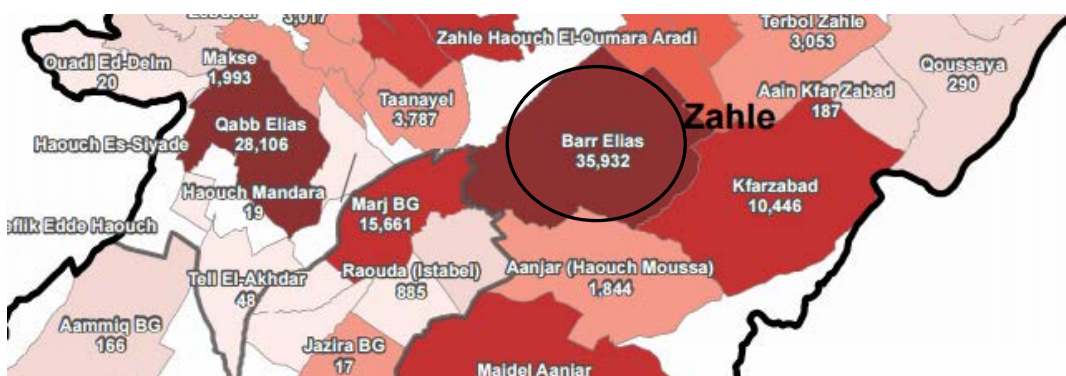 3,017
Zahle Haouch El-Oumara Aradi
Terbol Zahle
3,053
Ouadi Ed-Delm
20
Makse
1,993
Taanayel
3,787
Qoussaya
290
Aain Kfar Zabad
187
Zahle
Qabb Elias
28,106
Barr Elias
35,932
Haouch Es-Siyade
Haouch Mandara
19
Marj BG
15,661
Kfarzabad
10,446
eflik Edde Haouch
Tell El-Akhdar
48
Raouda (Istabel)
885
Aanjar (Haouch Moussa)
1,844
Aammiq BG
166
Jazira BG
17
Majdel Aanjar